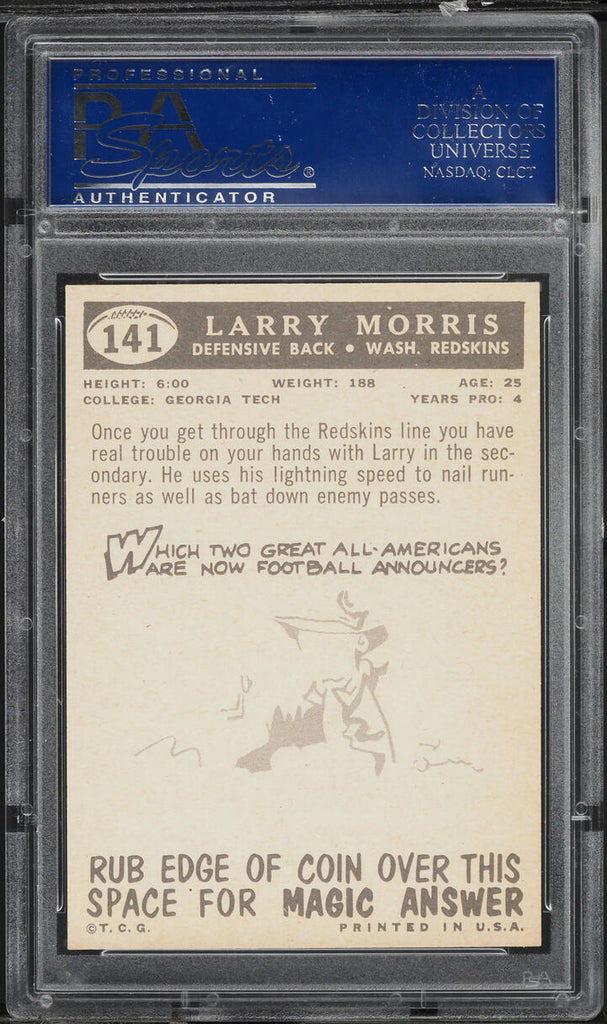 PROFESSIONAL
PSA
Sports®
AUTHENTICATOR
A
DIVISION OF
COLLECTORS
UNIVERSE
NASDAQ: CLCT
141
LARRY MORRIS
DEFENSIVE BACK • WASH. REDSKINS
HEIGHT: 6:00 WEIGHT: 188 AGE: 25
COLLEGE: GEORGIA TECH YEARS PRO: 4
Once you get through the Redskins line you have
real trouble on your hands with Larry in the sec-
ondary. He uses his lightning speed to nail run-
ners as well as bat down enemy passes.
WHICH TWO GREAT ALL-AMERICANS
ARE NOW FOOTBALL ANNOUNCERS?
RUB EDGE OF COIN OVER THIS
SPACE FOR MAGIC ANSWER
©T.C.G. PRINTED IN U.S.A.
PSA